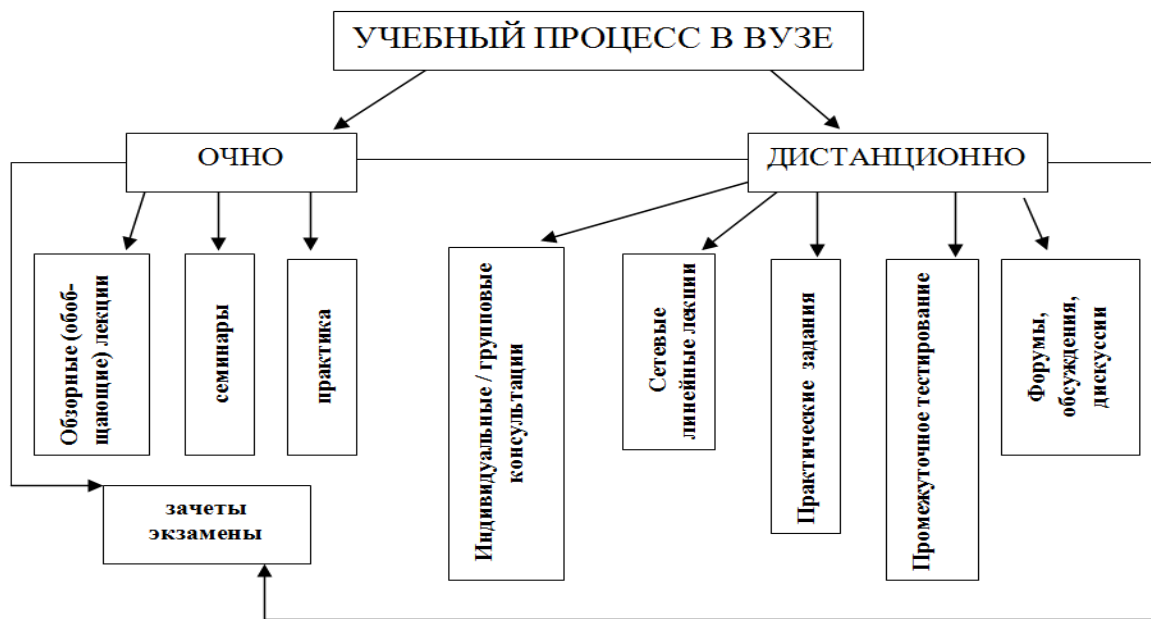 УЧЕБНЫЙ ПРОЦЕСС В ВУЗЕ
ОЧНО
ДИСТАНЦИОННО
Обзорные (обоб-
щающие) лекции
семинары
практика
Индивидуальные / групповые
консультации
Сетевые
линейные лекции
Практические задания
Промежуточное тестирование
Форумы,
обсуждения,
дискуссии
зачеты
экзамены